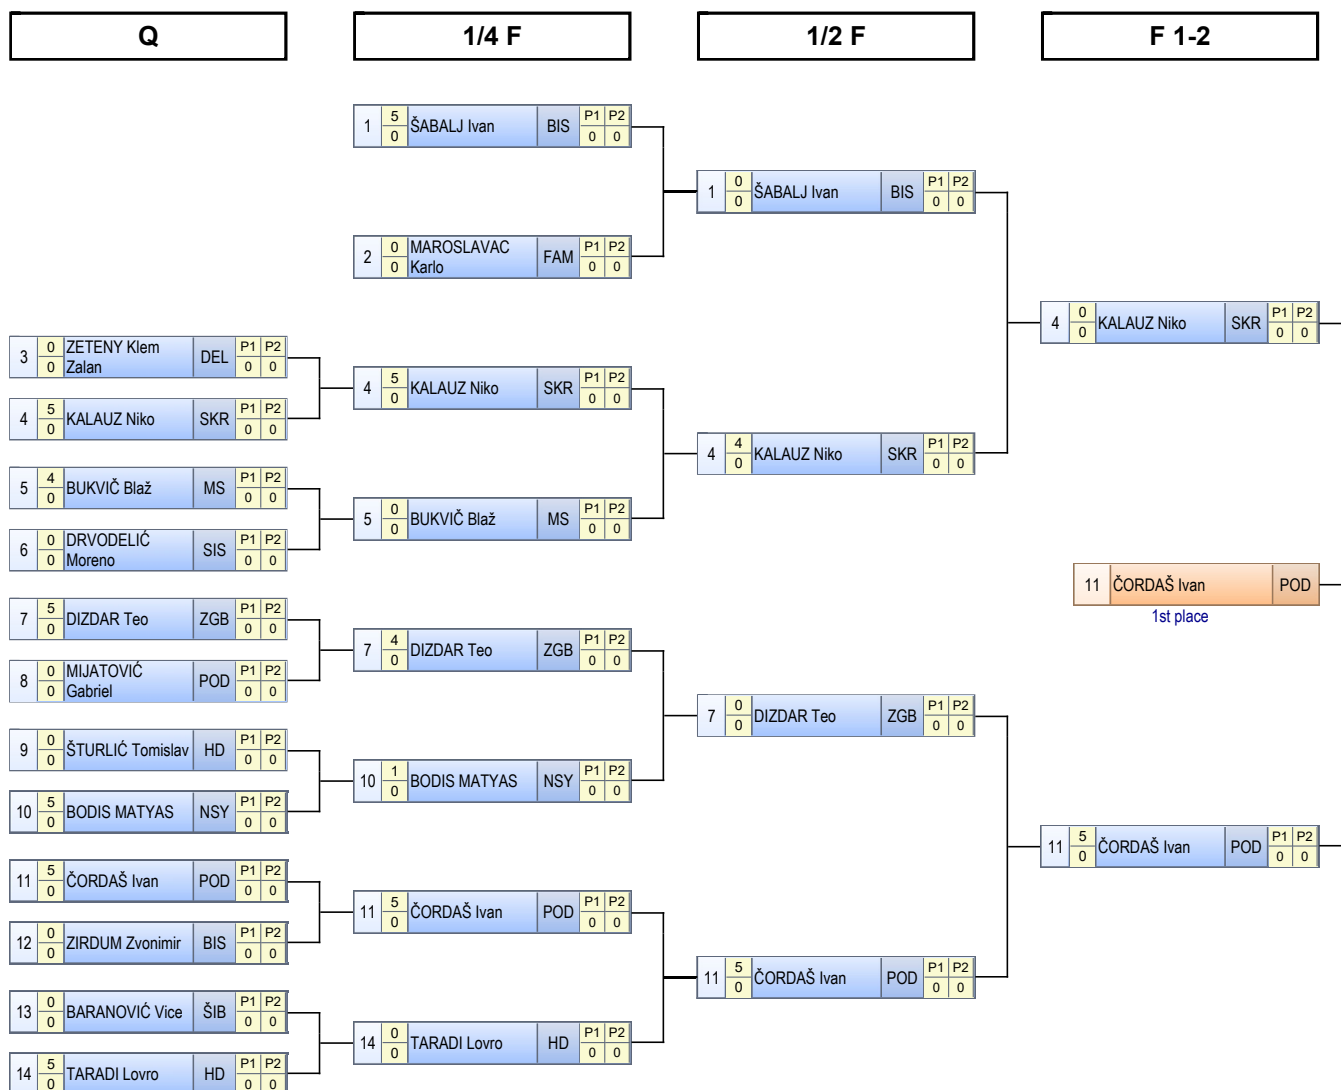 Q
1/4 F
1/2 F
F 1-2
1 5 0 ŠABALJ Ivan BIS P1 P2 0 0
2 0 0 MAROSLAVAC Karlo FAM P1 P2 0 0
1 0 0 ŠABALJ Ivan BIS P1 P2 0 0
4 0 0 KALAUZ Niko SKR P1 P2 0 0
3 0 0 ZETENY Klem Zalan DEL P1 P2 0 0
4 5 0 KALAUZ Niko SKR P1 P2 0 0
4 5 0 KALAUZ Niko SKR P1 P2 0 0
4 4 0 KALAUZ Niko SKR P1 P2 0 0
5 4 0 BUKVIČ Blaž MS P1 P2 0 0
6 0 0 DRVODELIĆ Moreno SIS P1 P2 0 0
5 0 0 BUKVIČ Blaž MS P1 P2 0 0
11 ČORDAŠ Ivan POD
1st place
7 5 0 DIZDAR Teo ZGB P1 P2 0 0
8 0 0 MIJATOVIĆ Gabriel POD P1 P2 0 0
7 4 0 DIZDAR Teo ZGB P1 P2 0 0
7 0 0 DIZDAR Teo ZGB P1 P2 0 0
9 0 0 ŠTURLIĆ Tomislav HD P1 P2 0 0
10 5 0 BODIS MATYAS NSY P1 P2 0 0
10 1 0 BODIS MATYAS NSY P1 P2 0 0
11 5 0 ČORDAŠ Ivan POD P1 P2 0 0
11 5 0 ČORDAŠ Ivan POD P1 P2 0 0
12 0 0 ZIRDUM Zvonimir BIS P1 P2 0 0
11 5 0 ČORDAŠ Ivan POD P1 P2 0 0
11 5 0 ČORDAŠ Ivan POD P1 P2 0 0
13 0 0 BARANOVIĆ Vice ŠIB P1 P2 0 0
14 5 0 TARADI Lovro HD P1 P2 0 0
14 0 0 TARADI Lovro HD P1 P2 0 0